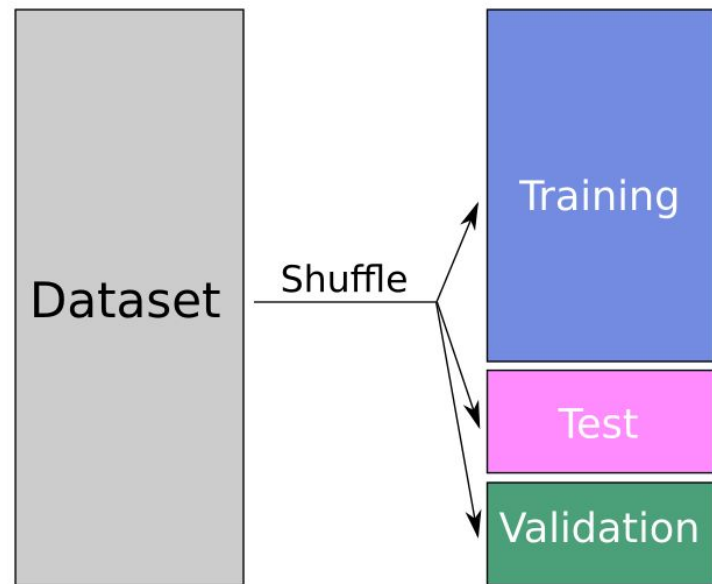 Dataset
Shuffle
Training
Test
Validation